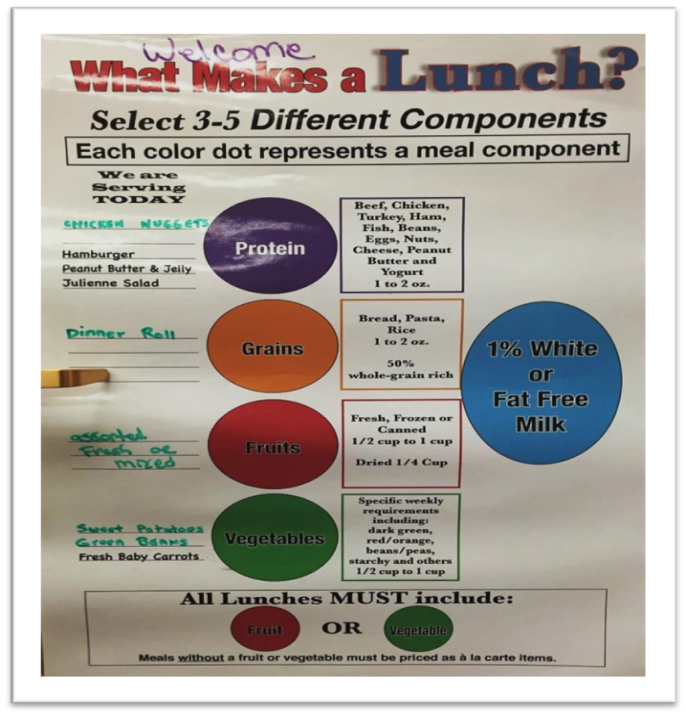 Welcome
What Makes a Lunch?
Select 3-5 Different Components
Each color dot represents a meal component
We are
Serving
TODAY
CHICKEN NUGGETS
Hamburger
Peanut Butter & Jelly
Julienne Salad
Protein
Beef, Chicken,
Turkey, Ham,
Fish, Beans,
Eggs, Nuts,
Cheese, Peanut
Butter and
Yogurt
1 to 2 oz.
Dinner Roll
Grains
Bread, Pasta,
Rice
1 to 2 oz.
50%
whole-grain rich
1% White
or
Fat Free
Milk
assorted
Fresh or
mixed
Fruits
Fresh, Frozen or
Canned
1/2 cup to 1 cup
Dried 1/4 Cup
Sweet Potatoes
Green Beans
Fresh Baby Carrots
Vegetables
Specific weekly
requirements
including:
dark green,
red/orange,
beans/peas,
starchy and others
1/2 cup to 1 cup
All Lunches MUST include:
Fruit OR Vegetable
Meals without a fruit or vegetable must be priced as à la carte items.